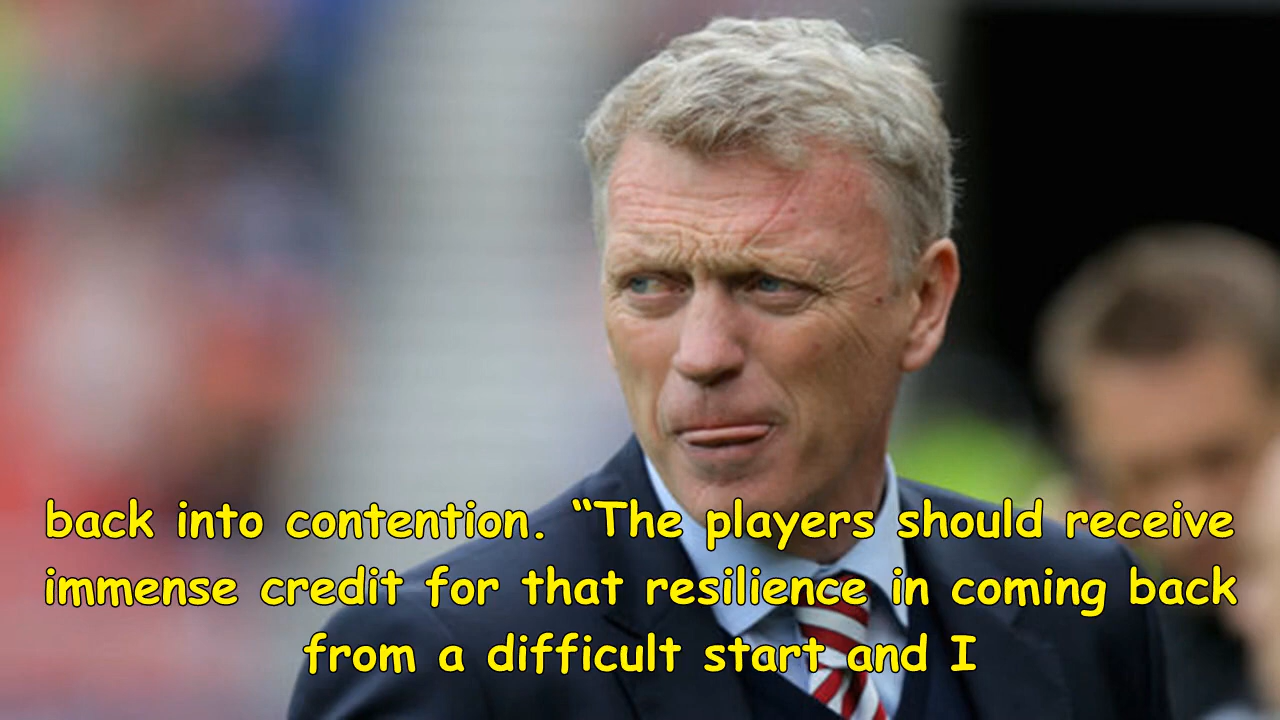 back into contention. “The players should receive
immense credit for that resilience in coming back
from a difficult start and I